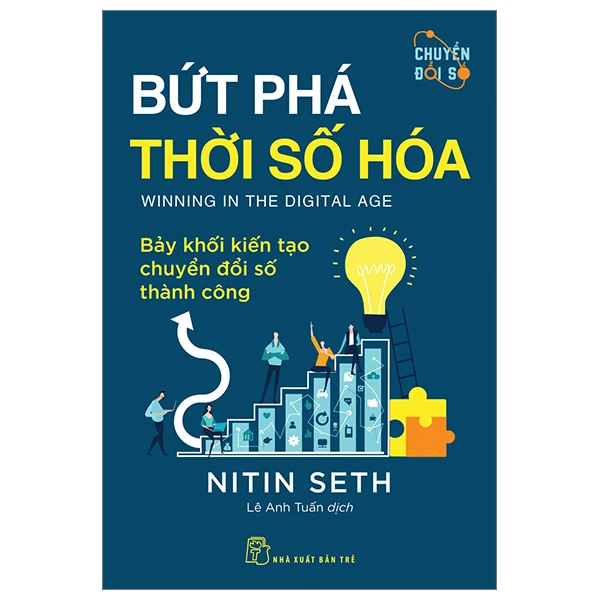 CHUYỂN
ĐỔI SỐ
BỨT PHÁ
THỜI SỐ HÓA
WINNING IN THE DIGITAL AGE
Bảy khối kiến tạo
chuyển đổi số
thành công
NITIN SETH
Lê Anh Tuấn dịch
NHÀ XUẤT BẢN TRẺ